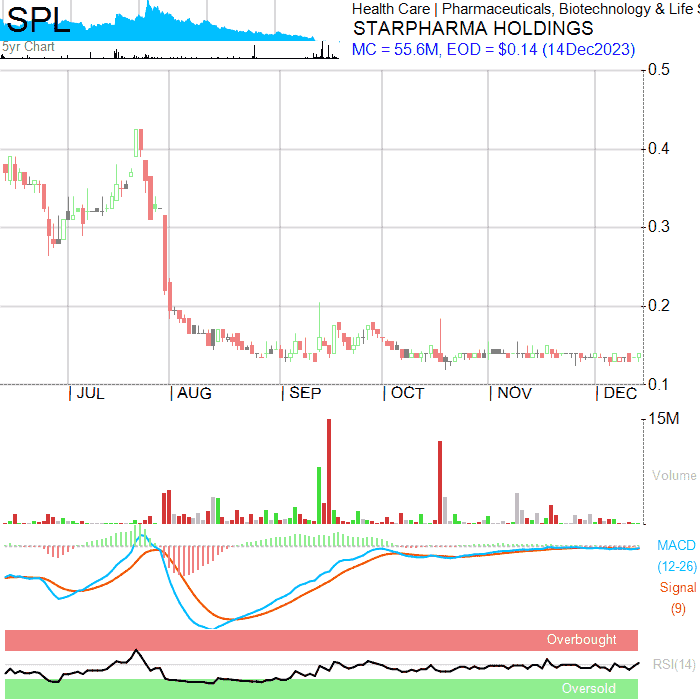 SPL
5yr Chart
Health Care | Pharmaceuticals, Biotechnology & Life S
STARPHARMA HOLDINGS
MC = 55.6M, EOD = $0.14 (14Dec2023)
0.5
0.4
0.3
0.2
0.1
| JUL | AUG | SEP | OCT | NOV | DEC
15M
Volume
MACD
(12-26)
Signal
(9)
Overbought
RSI(14)
Oversold